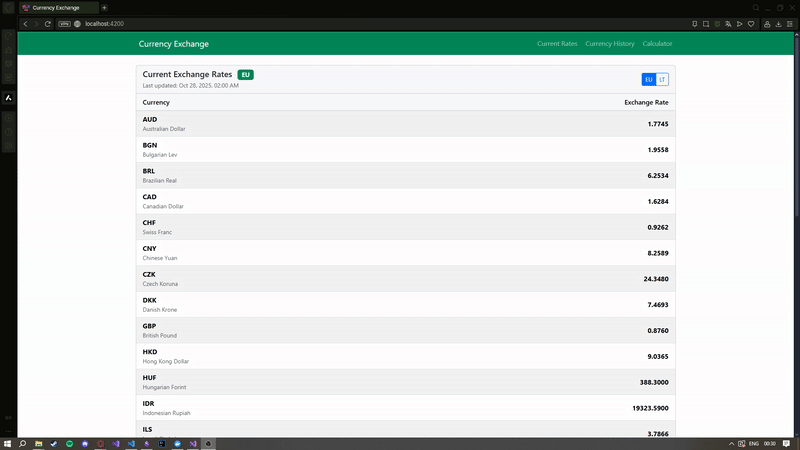 Currency Exchange
VPN localhost:4200
Currency Exchange
Current Rates Currency History Calculator
Current Exchange Rates EU
EU LT
Last updated: Oct 28, 2025, 02:00 AM
Currency Exchange Rate
AUD
Australian Dollar
1.7745
BGN
Bulgarian Lev
1.9558
BRL
Brazilian Real
6.2534
CAD
Canadian Dollar
1.6284
CHF
Swiss Franc
0.9262
CNY
Chinese Yuan
8.2589
CZK
Czech Koruna
24.3480
DKK
Danish Krone
7.4693
GBP
British Pound
0.8760
HKD
Hong Kong Dollar
9.0365
HUF
Hungarian Forint
388.3000
IDR
Indonesian Rupiah
19323.5900
ILS
3.7866
ENG 00:30